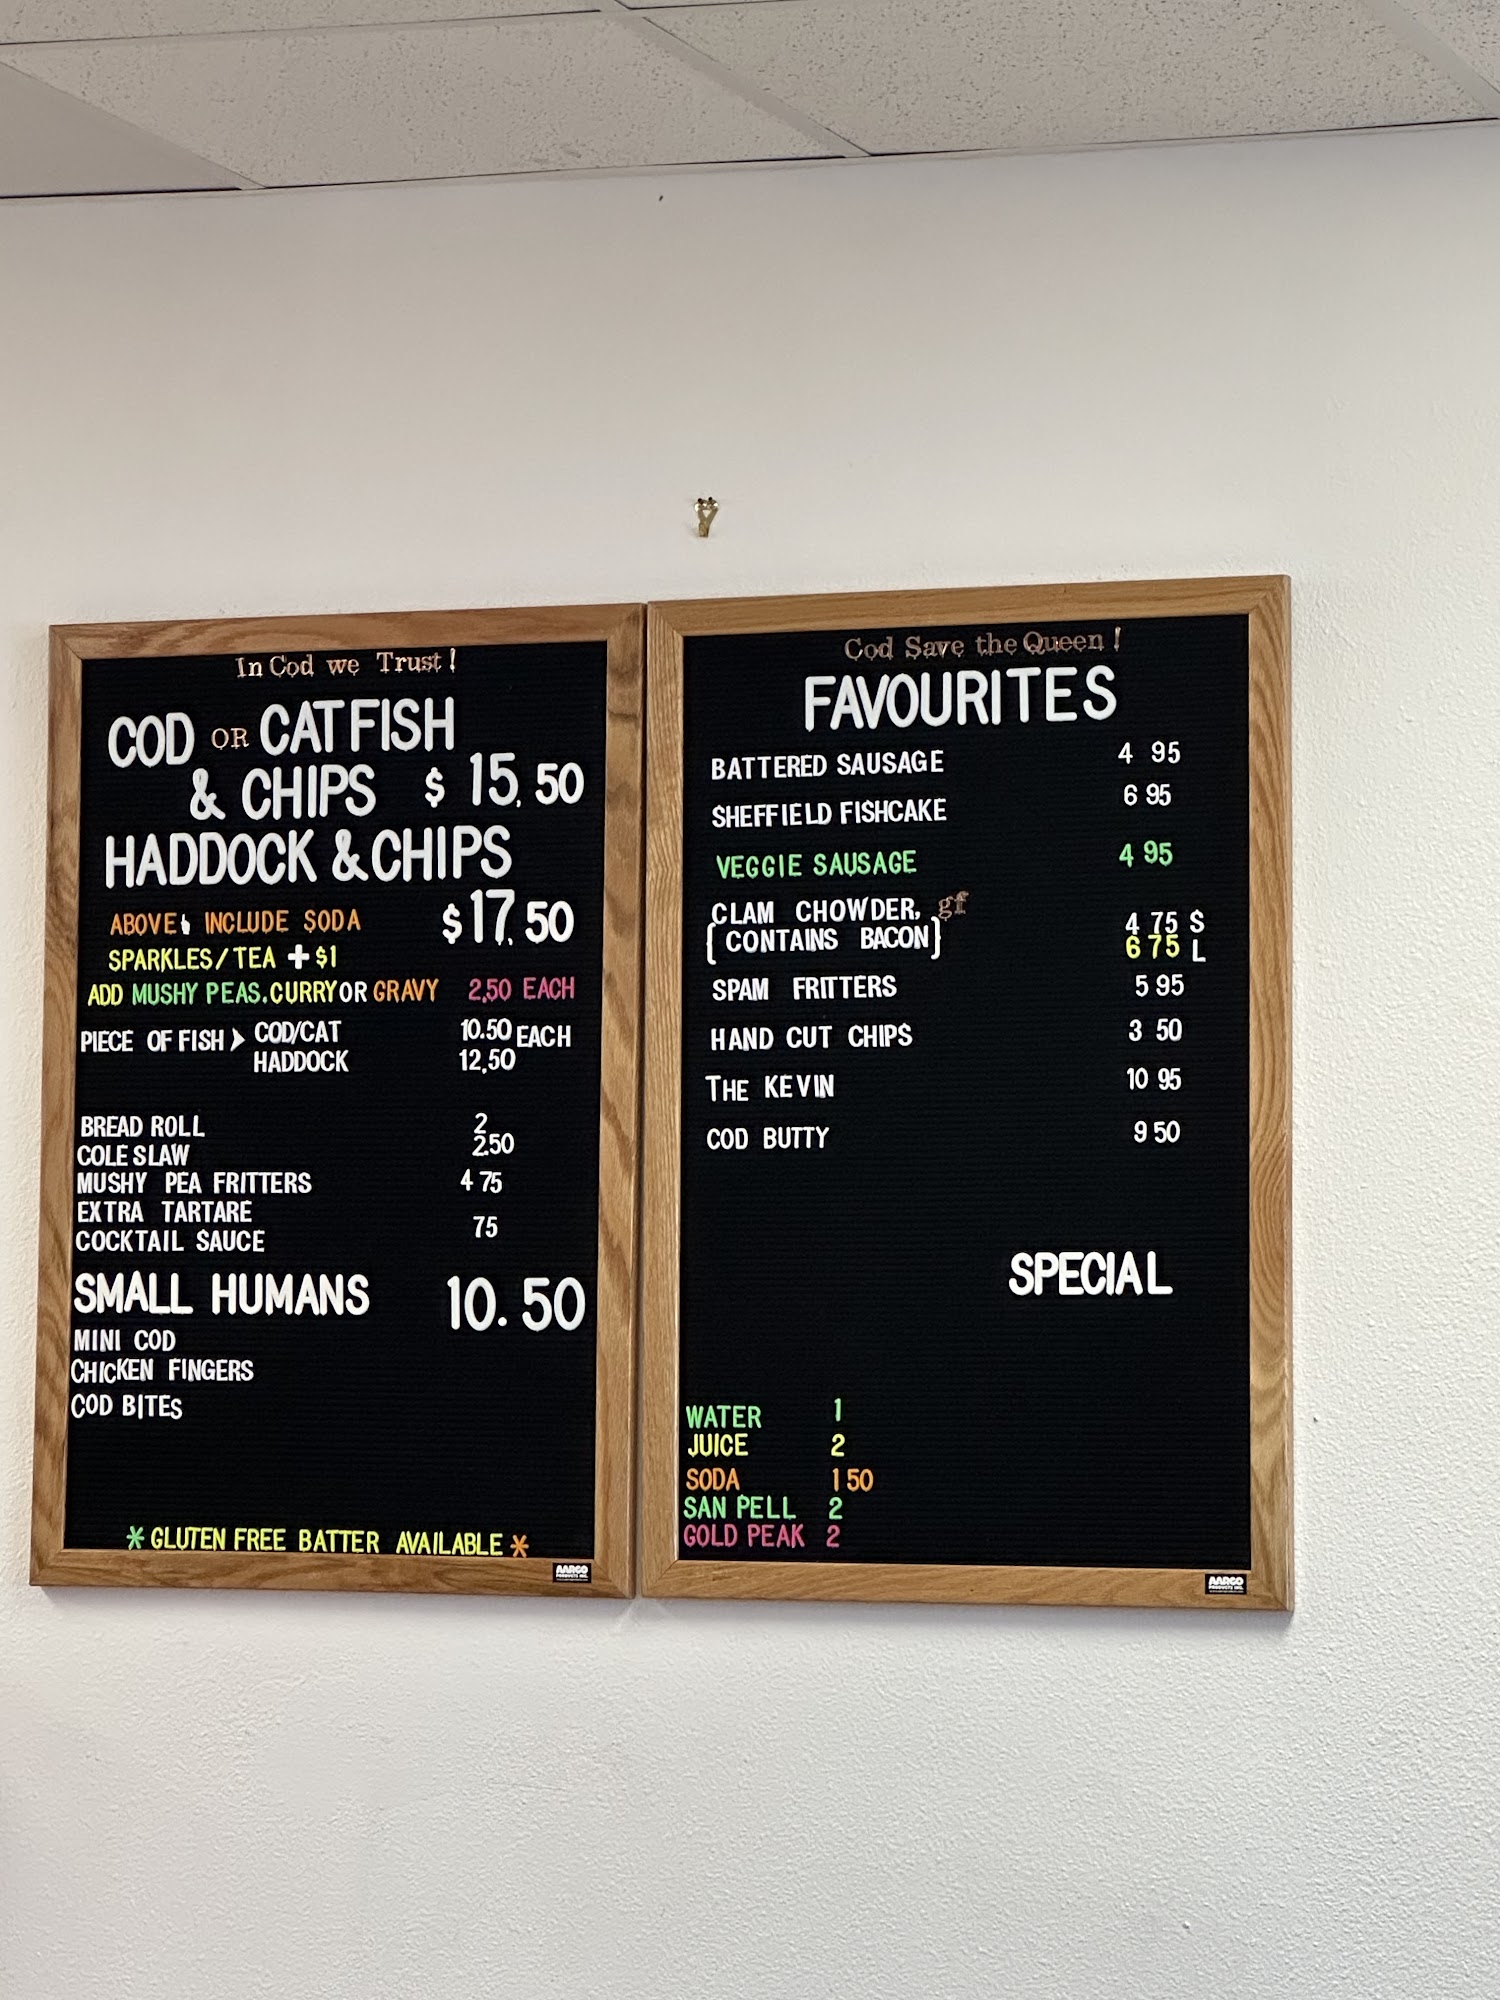 In Cod we Trust!
COD OR CATFISH
& CHIPS $ 15.50
HADDOCK & CHIPS
$17.50
ABOVE INCLUDE SODA
SPARKLES/TEA +$1
ADD MUSHY PEAS.CURRY OR GRAVY 2.50 EACH
PIECE OF FISH > COD/CAT 10.50 EACH
HADDOCK 12.50
BREAD ROLL 2
COLE SLAW 2.50
MUSHY PEA FRITTERS 4 75
EXTRA TARTARE
COCKTAIL SAUCE 75
SMALL HUMANS 10.50
MINI COD
CHICKEN FINGERS
COD BITES
* GLUTEN FREE BATTER AVAILABLE *
AARCO
Cod Save the Queen!
FAVOURITES
BATTERED SAUSAGE 4 95
SHEFFIELD FISHCAKE 6 95
VEGGIE SAUSAGE 4 95
CLAM CHOWDER, gf 4 75 S
[CONTAINS BACON] 6 75 L
SPAM FRITTERS 5 95
HAND CUT CHIPS 3 50
THE KEVIN 10 95
COD BUTTY 9 50
SPECIAL
WATER 1
JUICE 2
SODA 1 50
SAN PELL 2
GOLD PEAK 2
AARCO